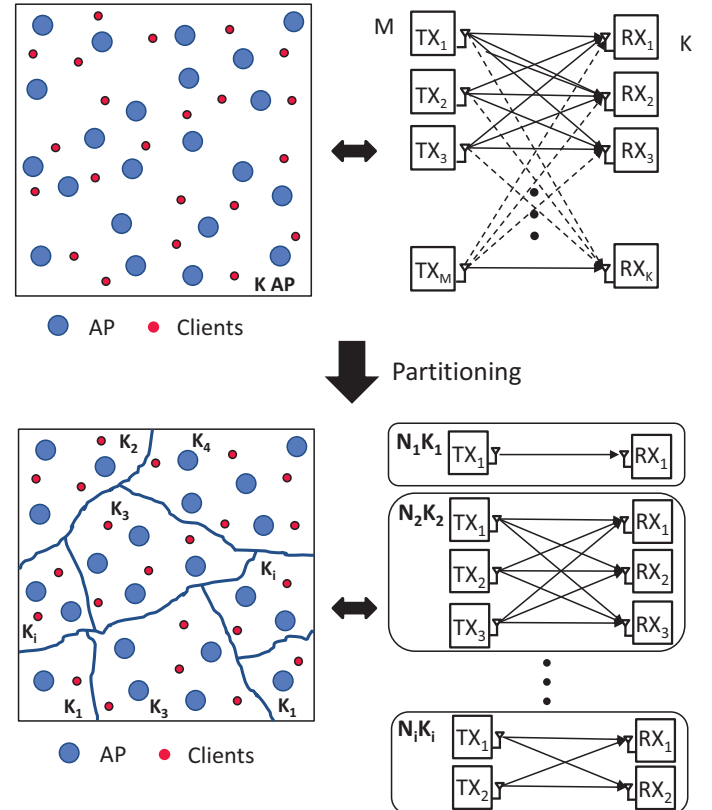 M
K
TX1
RX1
TX2
RX2
TX3
RX3
TXM
RXK
K AP
AP
Clients
Partitioning
K2
K4
K3
Ki
Ki
K1
K3
K1
AP
Clients
N1K1
TX1
RX1
N2K2
TX1
RX1
TX2
RX2
TX3
RX3
NiKi
TX1
RX1
TX2
RX2